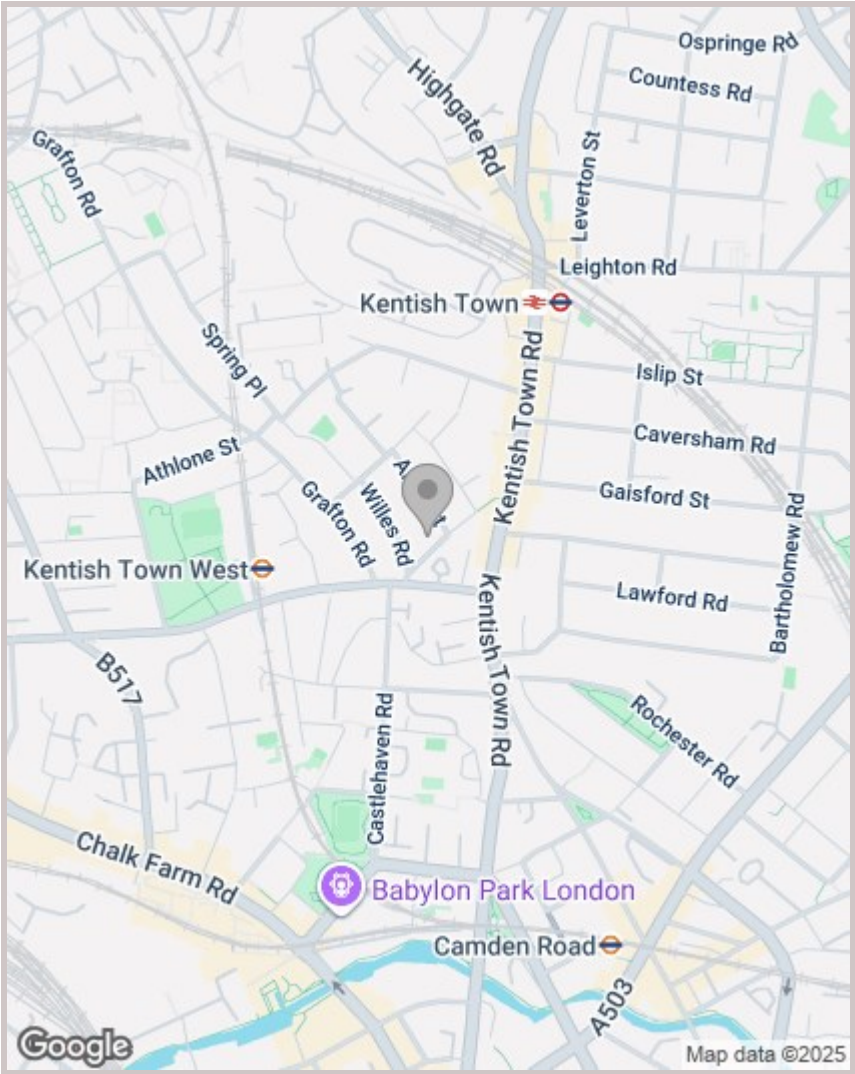 Ospringe Rd
Countess Rd
Highgate Rd
Grafton Rd
Leverton St
Leighton Rd
Kentish Town
Spring Pl
Kentish Town Rd
Islip St
Caversham Rd
Athlone St
Gaisford St
Grafton Rd
Willes Rd
Bartholomew Rd
Kentish Town West
Lawford Rd
Kentish Town Rd
B517
Castlehaven Rd
Rochester Rd
Chalk Farm Rd
Babylon Park London
Camden Road
A503
Google
Map data ©2025